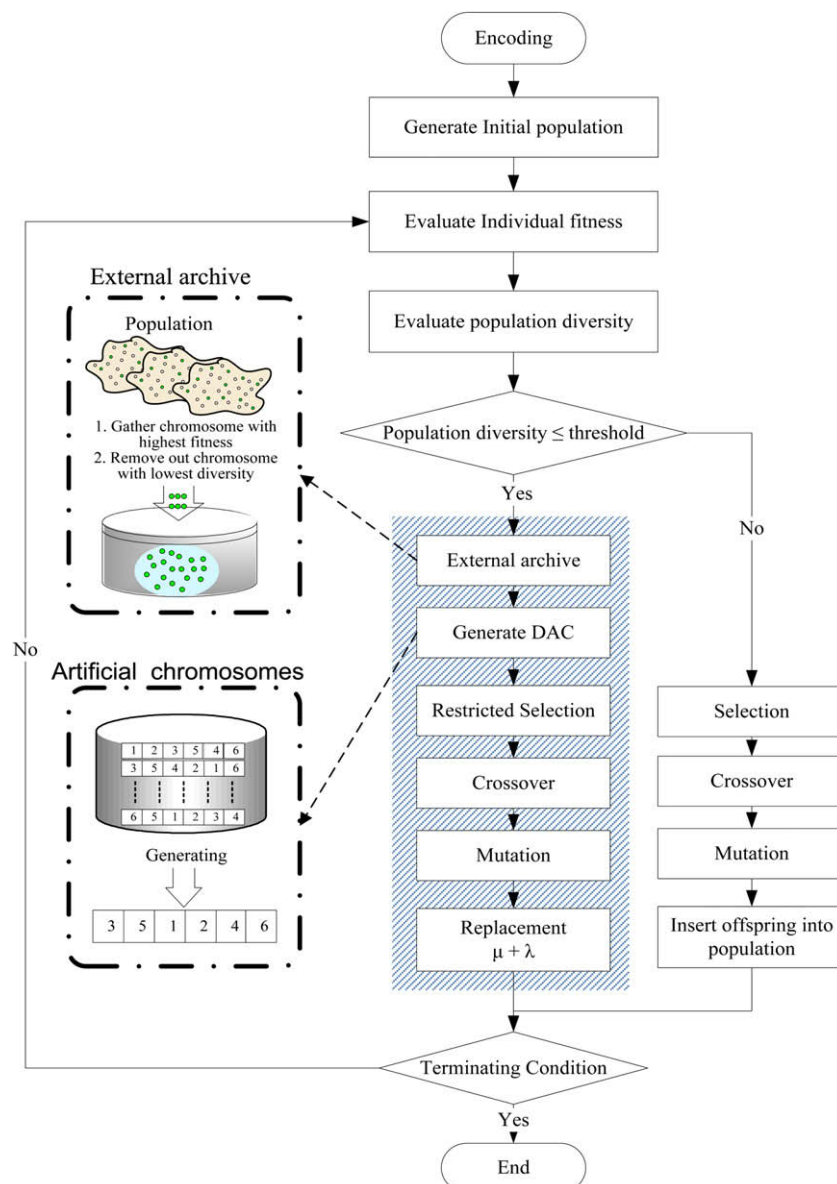 Encoding
Generate Initial population
Evaluate Individual fitness
Evaluate population diversity
Population diversity ≤ threshold
Yes
No
External archive
Population
1. Gather chromosome with
highest fitness
2. Remove out chromosome
with lowest diversity
External archive
Generate DAC
Restricted Selection
Crossover
Mutation
Replacement
μ + λ
Selection
Crossover
Mutation
Insert offspring into
population
No
Artificial chromosomes
1 2 3 5 4 6
3 5 4 2 1 6
6 5 1 2 3 4
Generating
3 5 1 2 4 6
Terminating Condition
Yes
End